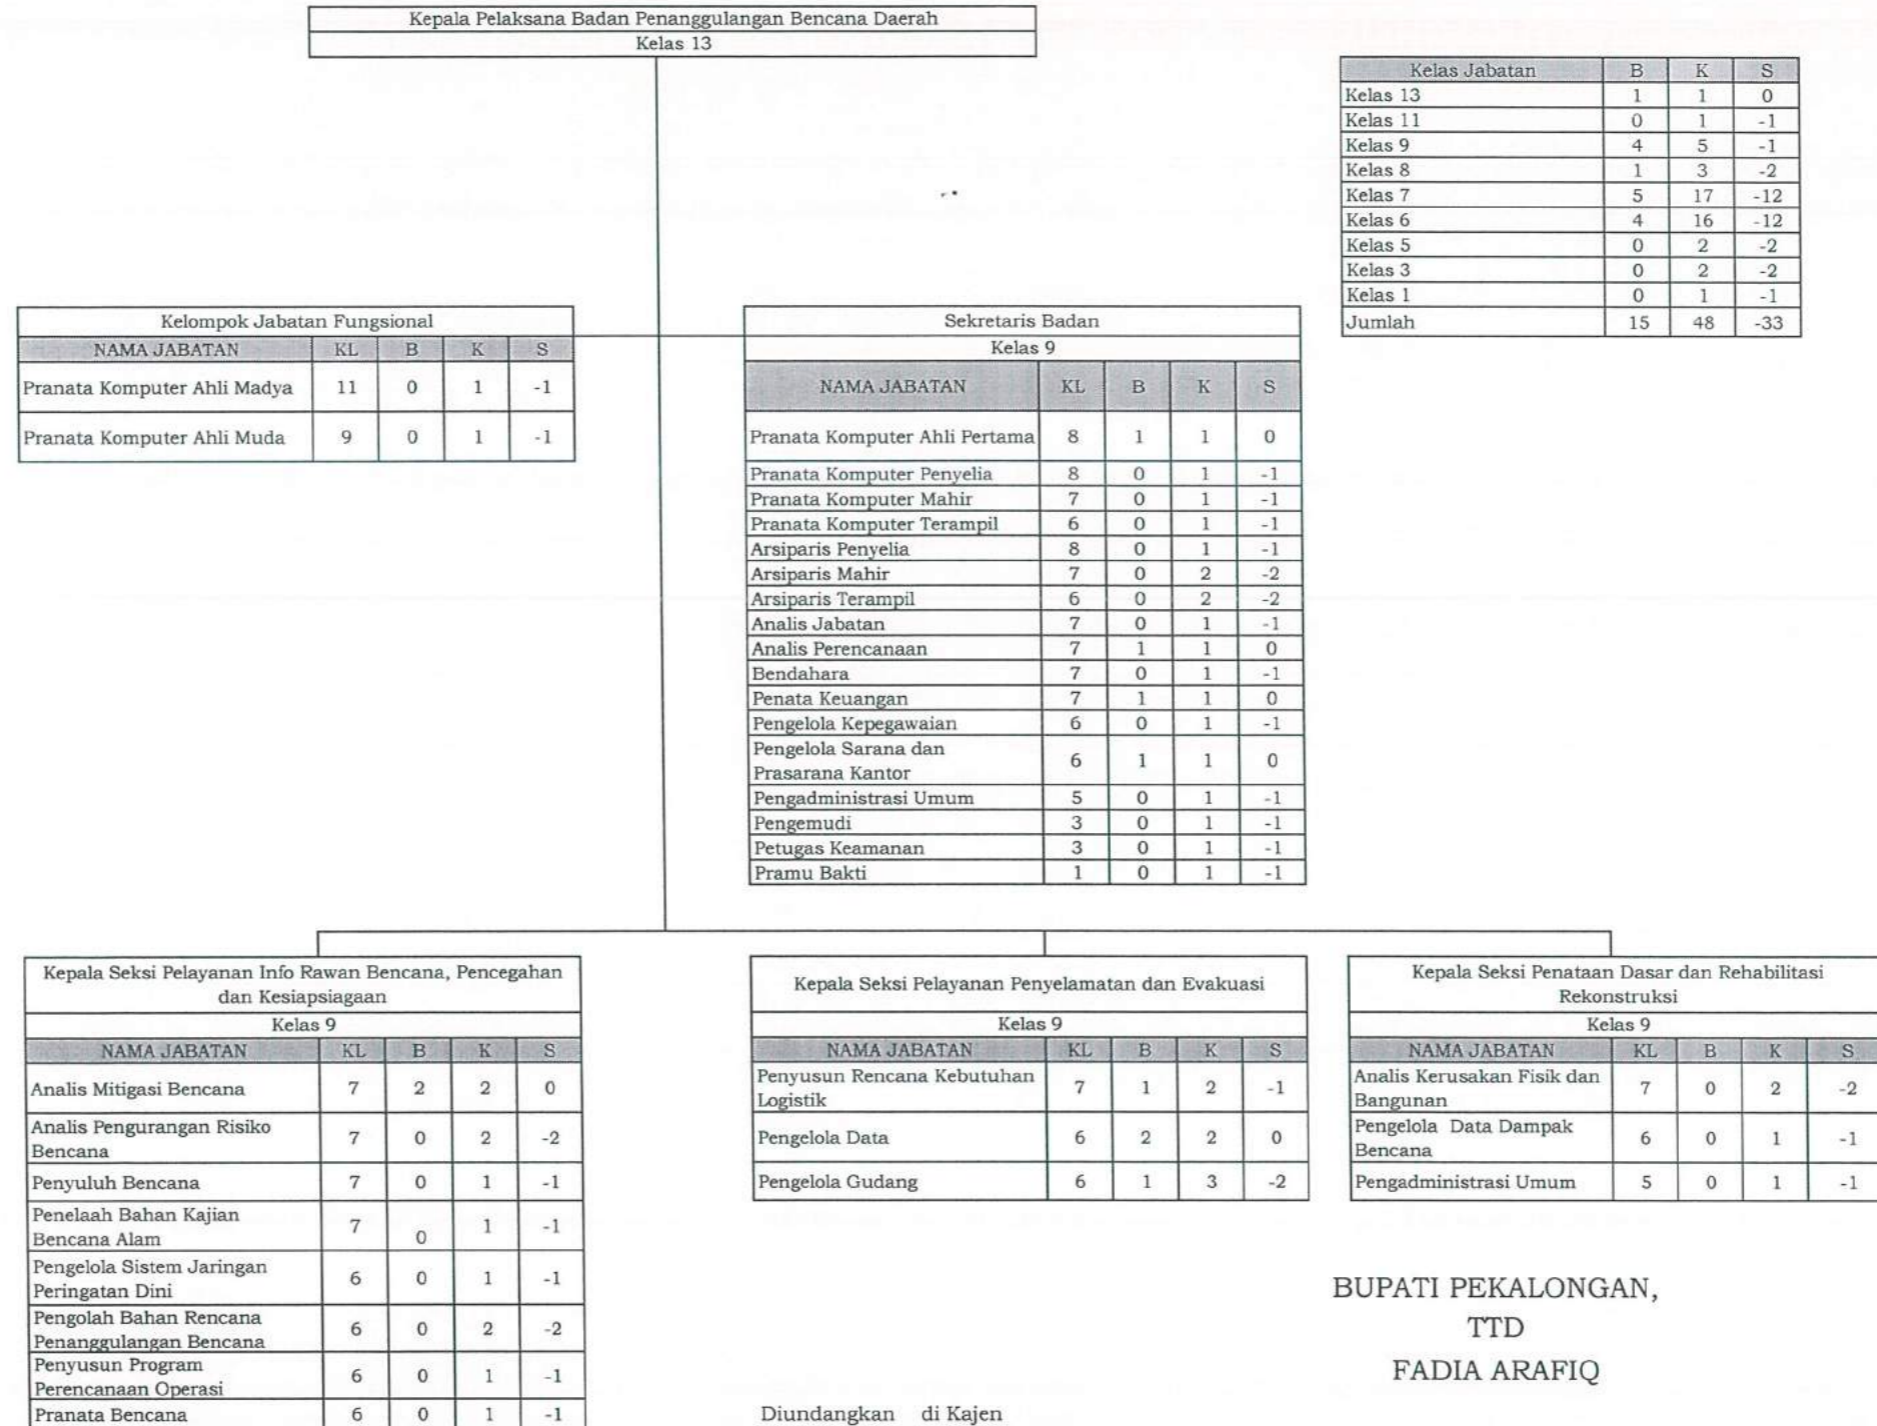 Kepala Pelaksana Badan Penanggulangan Bencana Daerah
Kelas 13
Kelas Jabatan B K S
Kelas 13 1 1 0
Kelas 11 0 1 -1
Kelas 9 4 5 -1
Kelas 8 1 3 -2
Kelas 7 5 17 -12
Kelas 6 4 16 -12
Kelas 5 0 2 -2
Kelas 3 0 2 -2
Kelas 1 0 1 -1
Jumlah 15 48 -33
Kelompok Jabatan Fungsional
NAMA JABATAN KL B K S
Pranata Komputer Ahli Madya 11 0 1 -1
Pranata Komputer Ahli Muda 9 0 1 -1
Sekretaris Badan
Kelas 9
NAMA JABATAN KL B K S
Pranata Komputer Ahli Pertama 8 1 1 0
Pranata Komputer Penyelia 8 0 1 -1
Pranata Komputer Mahir 7 0 1 -1
Pranata Komputer Terampil 6 0 1 -1
Arsiparis Penyelia 8 0 1 -1
Arsiparis Mahir 7 0 2 -2
Arsiparis Terampil 6 0 2 -2
Analis Jabatan 7 0 1 -1
Analis Perencanaan 7 1 1 0
Bendahara 7 0 1 -1
Penata Keuangan 7 1 1 0
Pengelola Kepegawaian 6 0 1 -1
Pengelola Sarana dan
Prasarana Kantor 6 1 1 0
Pengadministrasi Umum 5 0 1 -1
Pengemudi 3 0 1 -1
Petugas Keamanan 3 0 1 -1
Pramu Bakti 1 0 1 -1
Kepala Seksi Pelayanan Info Rawan Bencana, Pencegahan
dan Kesiapsiagaan
Kelas 9
NAMA JABATAN KL B K S
Analis Mitigasi Bencana 7 2 2 0
Analis Pengurangan Risiko
Bencana 7 0 2 -2
Penyuluh Bencana 7 0 1 -1
Penelaah Bahan Kajian
Bencana Alam 7 0 1 -1
Pengelola Sistem Jaringan
Peringatan Dini 6 0 1 -1
Pengolah Bahan Rencana
Penanggulangan Bencana 6 0 2 -2
Penyusun Program
Perencanaan Operasi 6 0 1 -1
Pranata Bencana 6 0 1 -1
Kepala Seksi Pelayanan Penyelamatan dan Evakuasi
Kelas 9
NAMA JABATAN KL B K S
Penyusun Rencana Kebutuhan
Logistik 7 1 2 -1
Pengelola Data 6 2 2 0
Pengelola Gudang 6 1 3 -2
Kepala Seksi Penataan Dasar dan Rehabilitasi
Rekonstruksi
Kelas 9
NAMA JABATAN KL B K S
Analis Kerusakan Fisik dan
Bangunan 7 0 2 -2
Pengelola Data Dampak
Bencana 6 0 1 -1
Pengadministrasi Umum 5 0 1 -1
BUPATI PEKALONGAN,
TTD
FADIA ARAFIQ
Diundangkan di Kajen